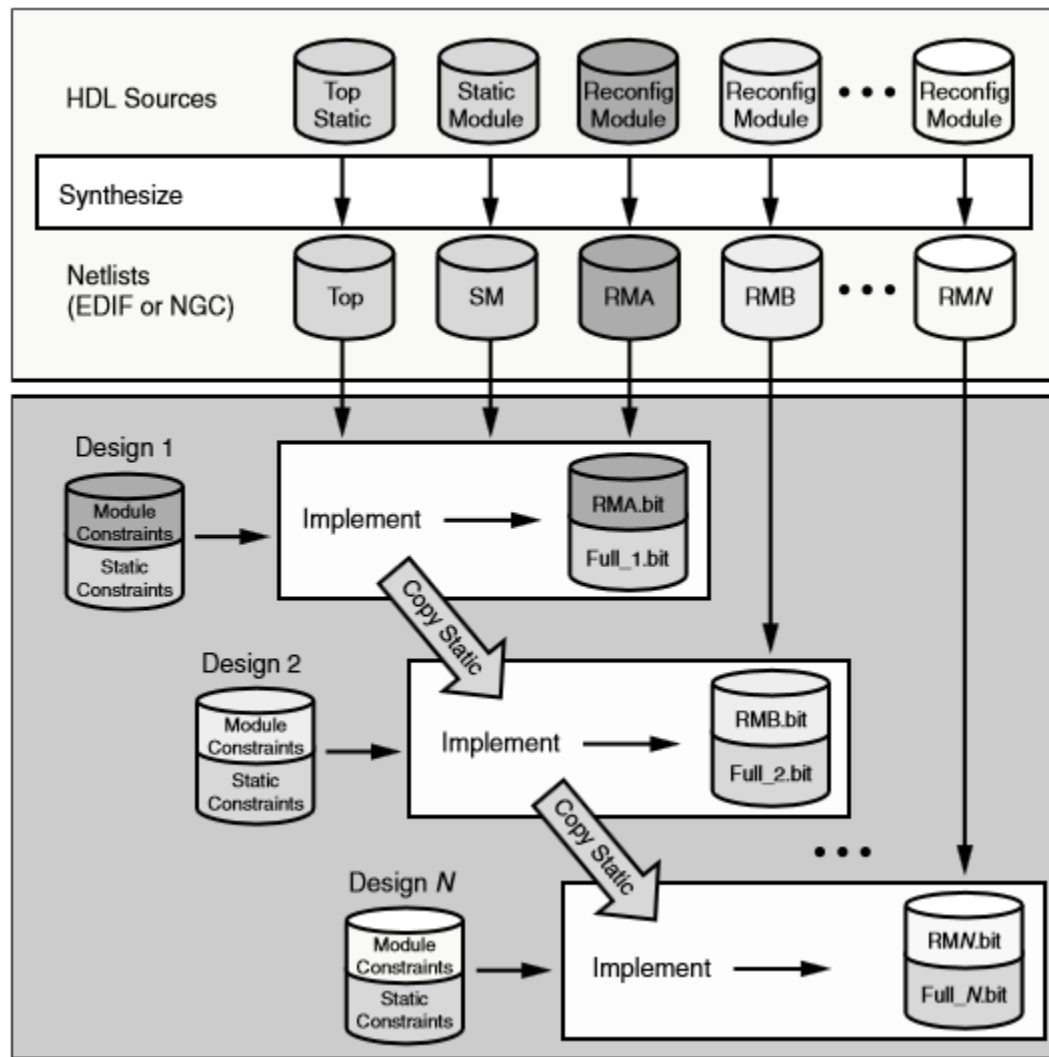 HDL Sources
Top
Static
Static
Module
Reconfig
Module
Reconfig
Module
• • •
Reconfig
Module
Synthesize
Netlists
(EDIF or NGC)
Top
SM
RMA
RMB
• • •
RMN
Design 1
Module
Constraints
Static
Constraints
Implement
RMA.bit
Full_1.bit
Copy Static
Design 2
Module
Constraints
Static
Constraints
Implement
RMB.bit
Full_2.bit
Copy Static
• • •
Design N
Module
Constraints
Static
Constraints
Implement
RMN.bit
Full_N.bit